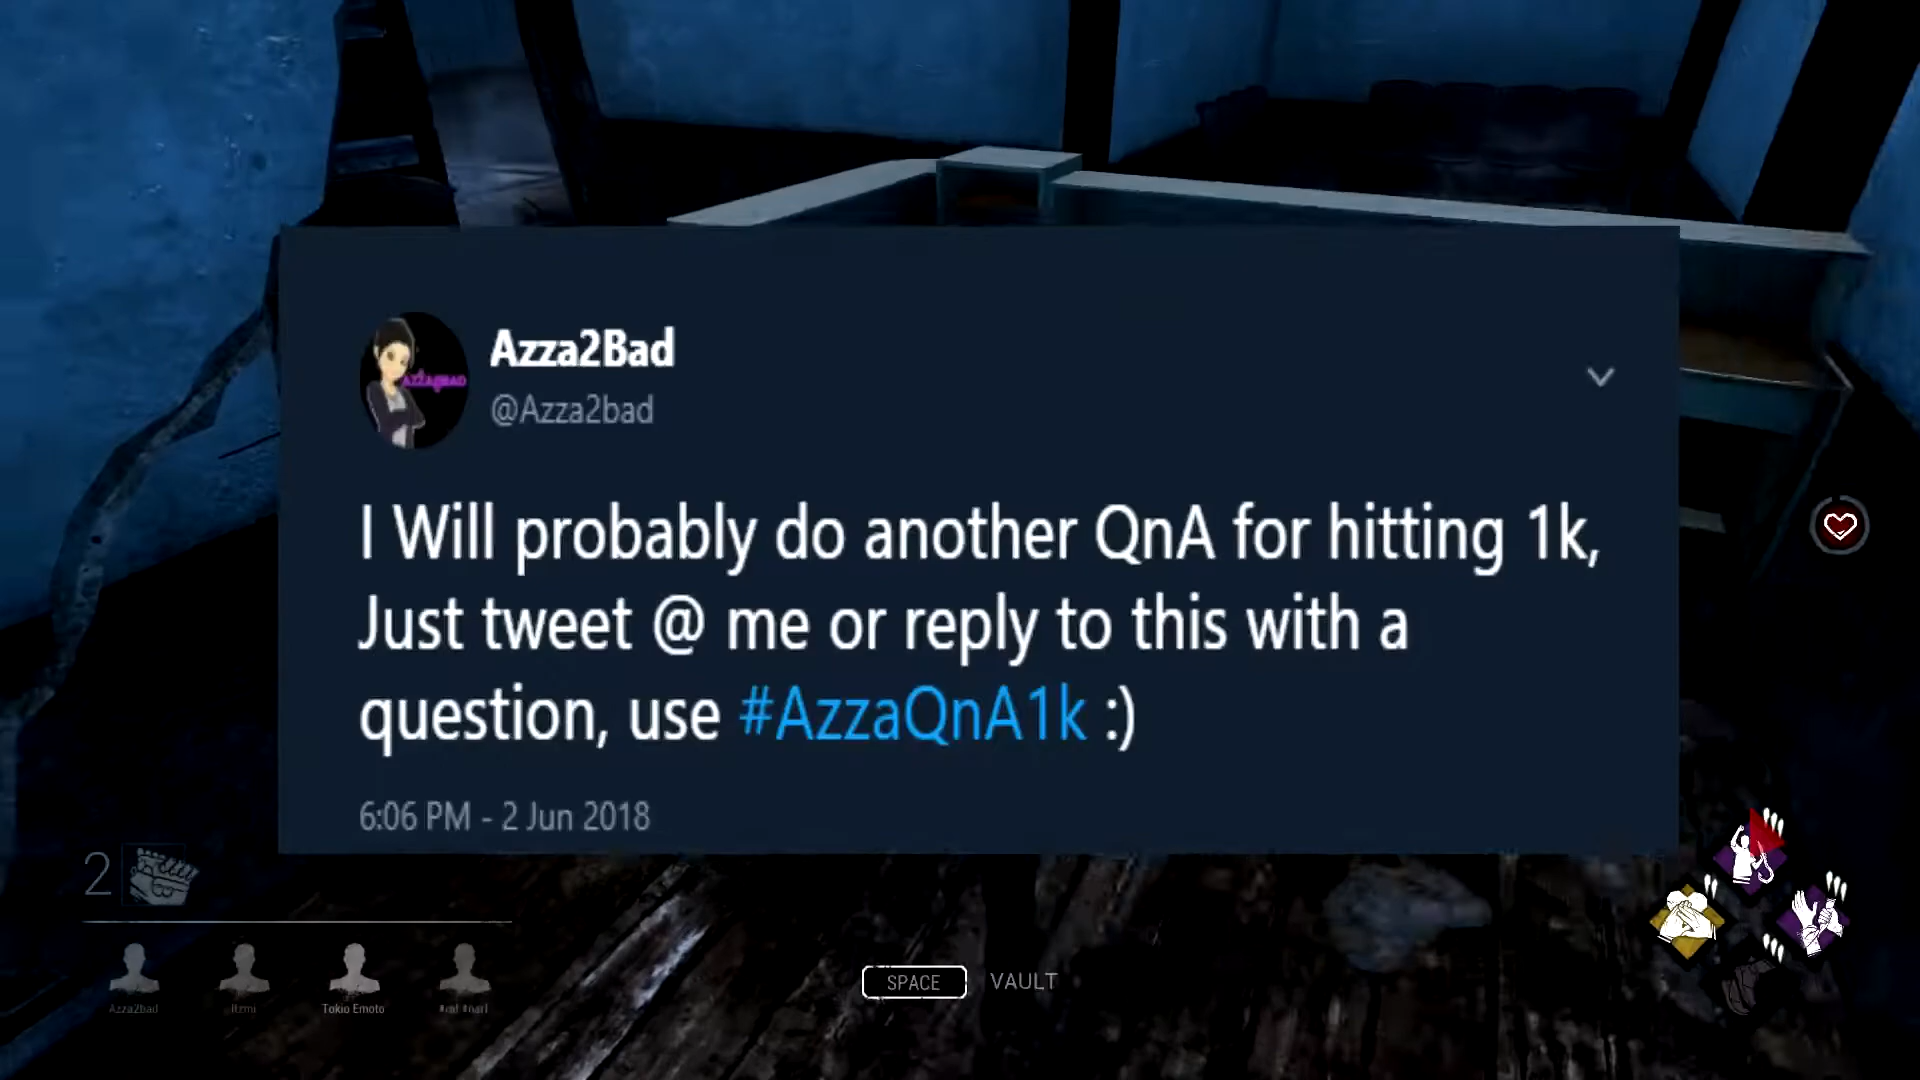 Azza2Bad
@Azza2bad
AZZA2BAD
I Will probably do another QnA for hitting 1k,
Just tweet @ me or reply to this with a
question, use #AzzaQnA1k :)
6:06 PM - 2 Jun 2018
2
Azza2bad
Tokio Emoto
SPACE VAULT